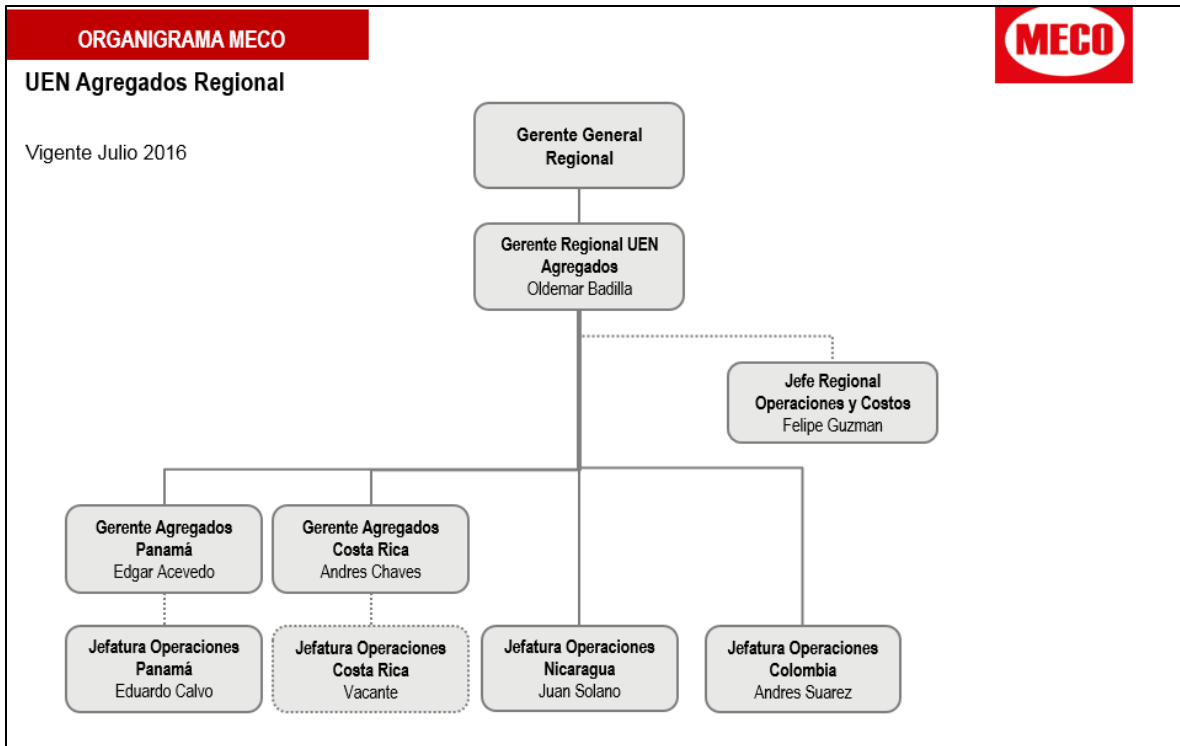 ORGANIGRAMA MECO
MECO
UEN Agregados Regional
Vigente Julio 2016
Gerente General
Regional
Gerente Regional UEN
Agregados
Oldemar Badilla
Jefe Regional
Operaciones y Costos
Felipe Guzman
Gerente Agregados
Panamá
Edgar Acevedo
Gerente Agregados
Costa Rica
Andres Chaves
Jefatura Operaciones
Panamá
Eduardo Calvo
Jefatura Operaciones
Costa Rica
Vacante
Jefatura Operaciones
Nicaragua
Juan Solano
Jefatura Operaciones
Colombia
Andres Suarez